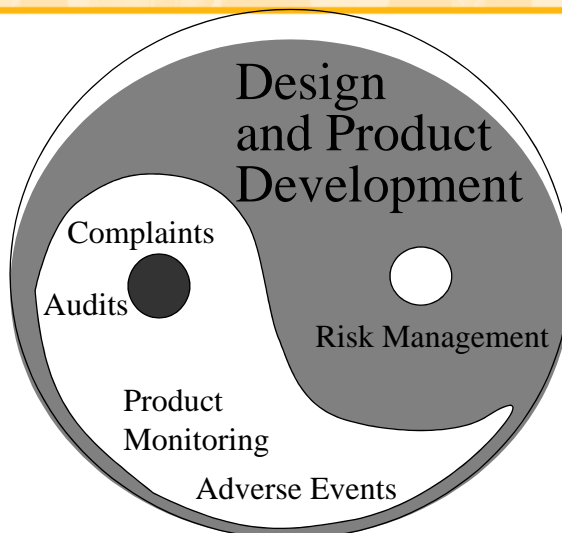 Design
and Product
Development
Complaints
Audits
Risk Management
Product
Monitoring
Adverse Events